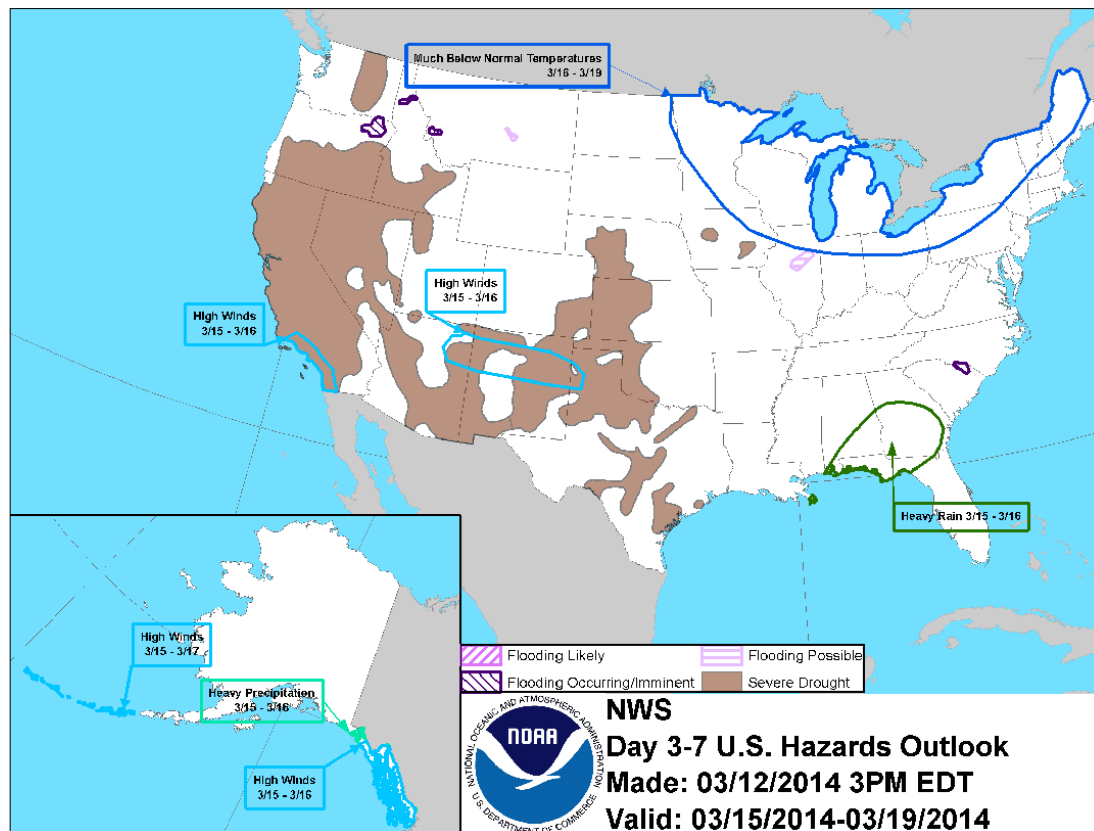 Much Below Normal Temperatures
3/16 - 3/19
High Winds
3/15 - 3/16
High Winds
3/15 - 3/16
Heavy Rain 3/15 - 3/16
High Winds
3/15 - 3/17
Heavy Precipitation
3/15 - 3/16
High Winds
3/15 - 3/16
Flooding Likely
Flooding Possible
Flooding Occurring/Imminent
Severe Drought
NATIONAL OCEANIC AND ATMOSPHERIC ADMINISTRATION
U.S. DEPARTMENT OF COMMERCE
NOAA
NWS
Day 3-7 U.S. Hazards Outlook
Made: 03/12/2014 3PM EDT
Valid: 03/15/2014-03/19/2014